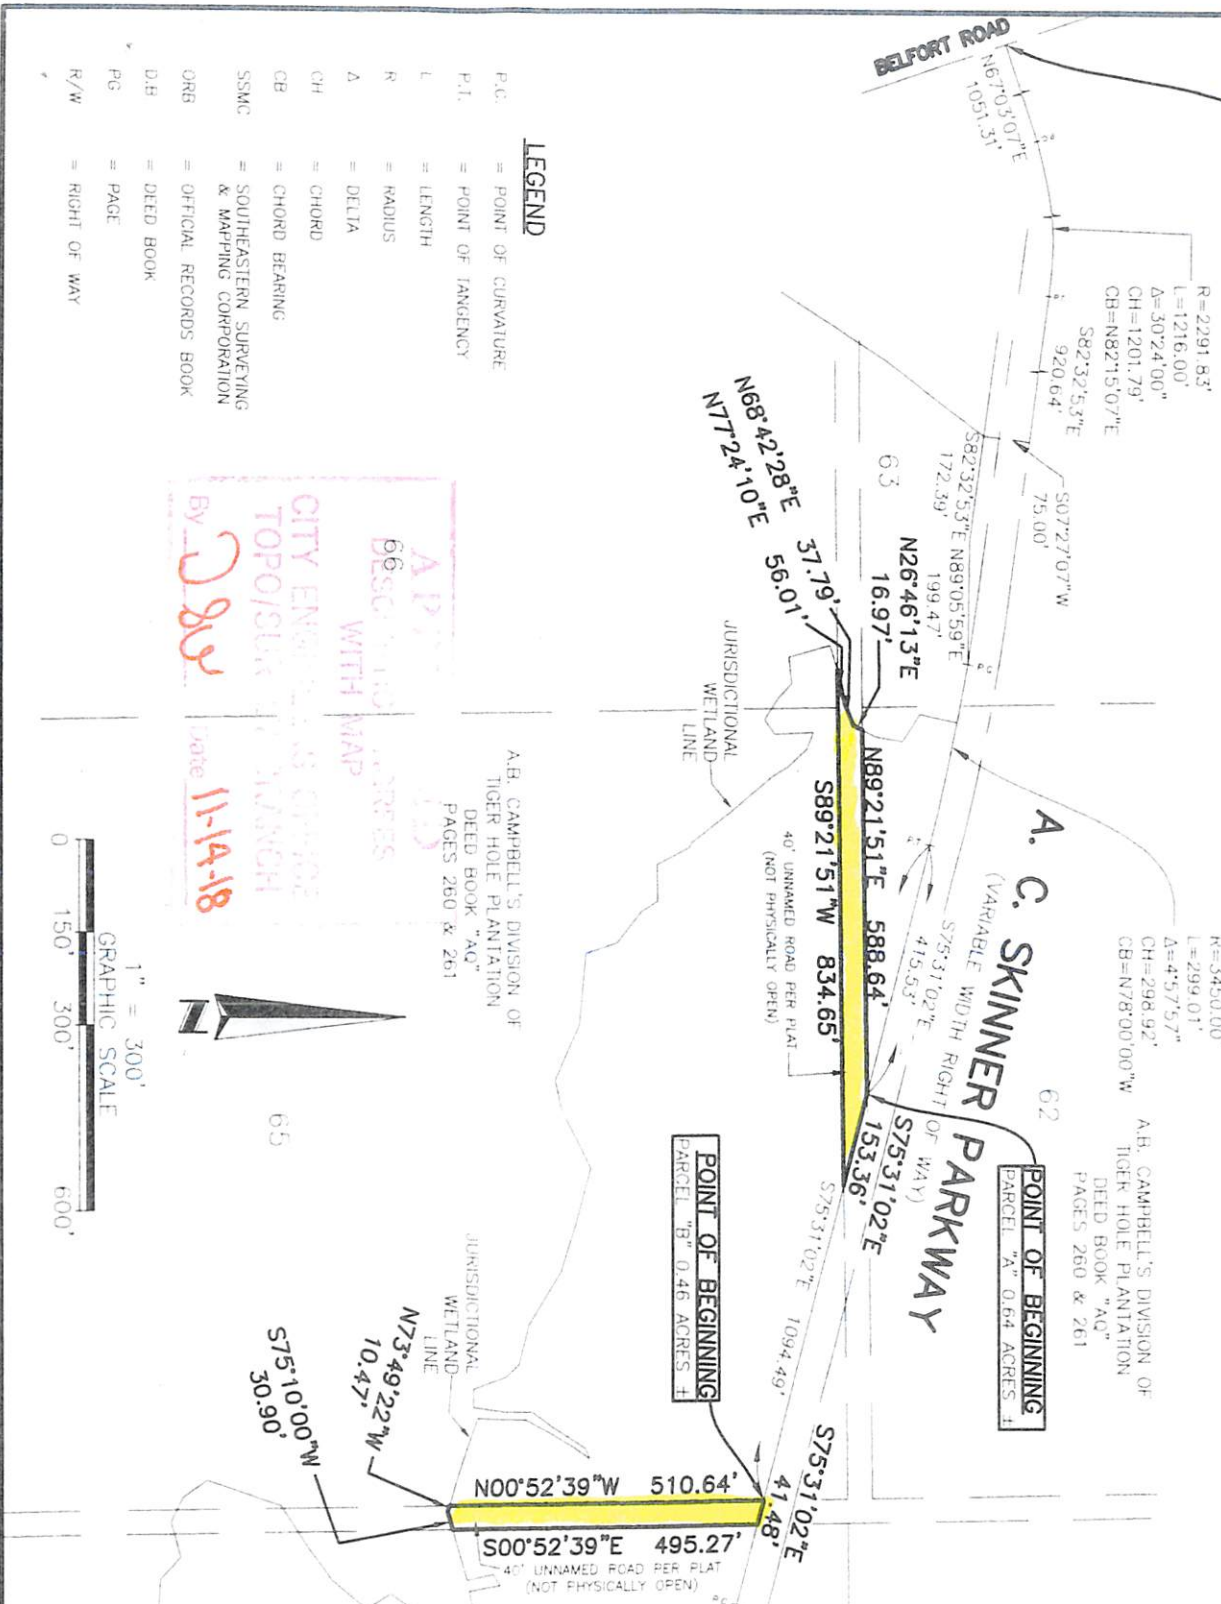 BELFORT ROAD
N67°03'07"E
1051.31'
R=2291.83'
L=1216.00'
Δ=30°24'00"
CH=1201.79'
CB=N82°15'07"E
S82°32'53"E
920.64'
S07°27'07"W
75.00'
S82°32'53"E
172.39'
N89°05'59"E
199.47'
63
N26°46'13"E
16.97'
N68°42'28"E 37.79'
N77°24'10"E 56.01'
R=3450.00'
L=299.01'
Δ=4°57'57"
CH=298.92'
CB=N78°00'00"W
A.B. CAMPBELL'S DIVISION OF
TIGER HOLE PLANTATION
DEED BOOK "AQ"
PAGES 260 & 261
62
A. C. SKINNER PARKWAY
(VARIABLE WIDTH RIGHT OF WAY)
S75°31'02"E
415.53'
POINT OF BEGINNING
PARCEL "A" 0.64 ACRES ±
S75°31'02"E
153.36'
N89°21'51"E 588.64'
S89°21'51"W 834.65'
40' UNNAMED ROAD PER PLAT
(NOT PHYSICALLY OPEN)
JURISDICTIONAL
WETLAND
LINE
S75°31'02"E 1094.49'
S75°31'02"E
41.48'
POINT OF BEGINNING
PARCEL "B" 0.46 ACRES ±
N00°52'39"W 510.64'
S00°52'39"E 495.27'
40' UNNAMED ROAD PER PLAT
(NOT PHYSICALLY OPEN)
JURISDICTIONAL
WETLAND
LINE
N73°49'22"W
10.47'
S75°10'00"W
30.90'
A.B. CAMPBELL'S DIVISION OF
TIGER HOLE PLANTATION
DEED BOOK "AQ"
PAGES 260 & 261
65
66
LEGEND
P.C. = POINT OF CURVATURE
P.T. = POINT OF TANGENCY
L = LENGTH
R = RADIUS
Δ = DELTA
CH = CHORD
CB = CHORD BEARING
SSMC = SOUTHEASTERN SURVEYING
& MAPPING CORPORATION
ORB = OFFICIAL RECORDS BOOK
D.B = DEED BOOK
PG = PAGE
R/W = RIGHT OF WAY
WITH MAP
CITY
By Date 11-14-18
N
1" = 300'
GRAPHIC SCALE
0 150' 300' 600'